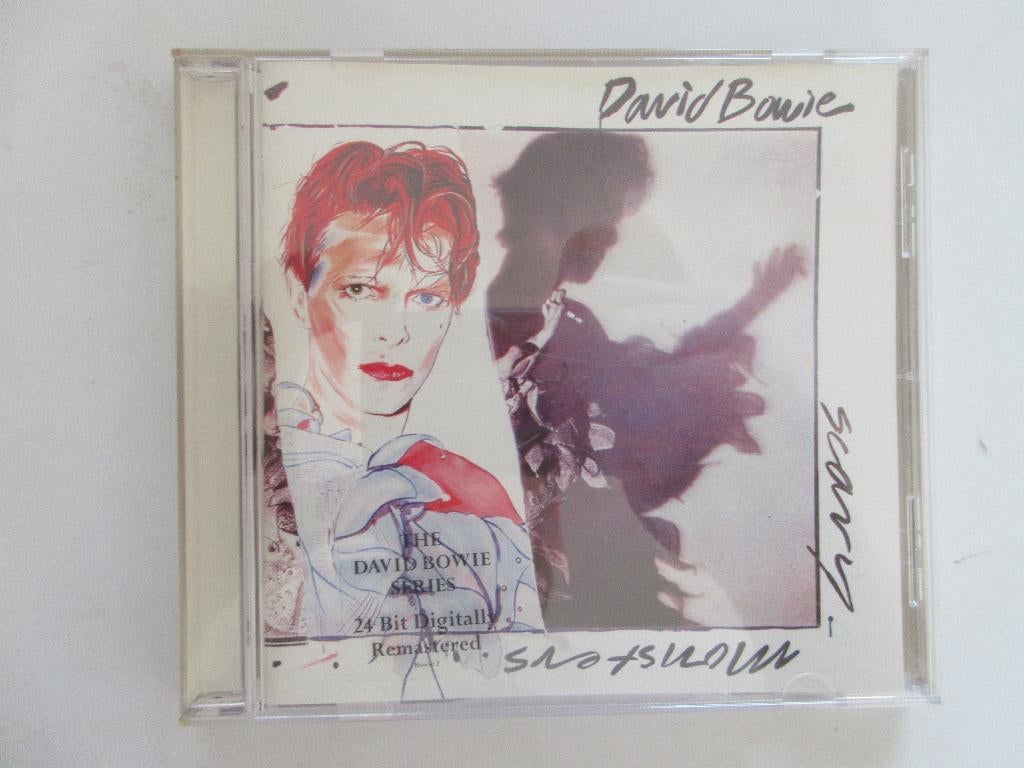 David Bowie
scary
monsters
THE
DAVID BOWIE
SERIES
24 Bit Digitally
Remastered